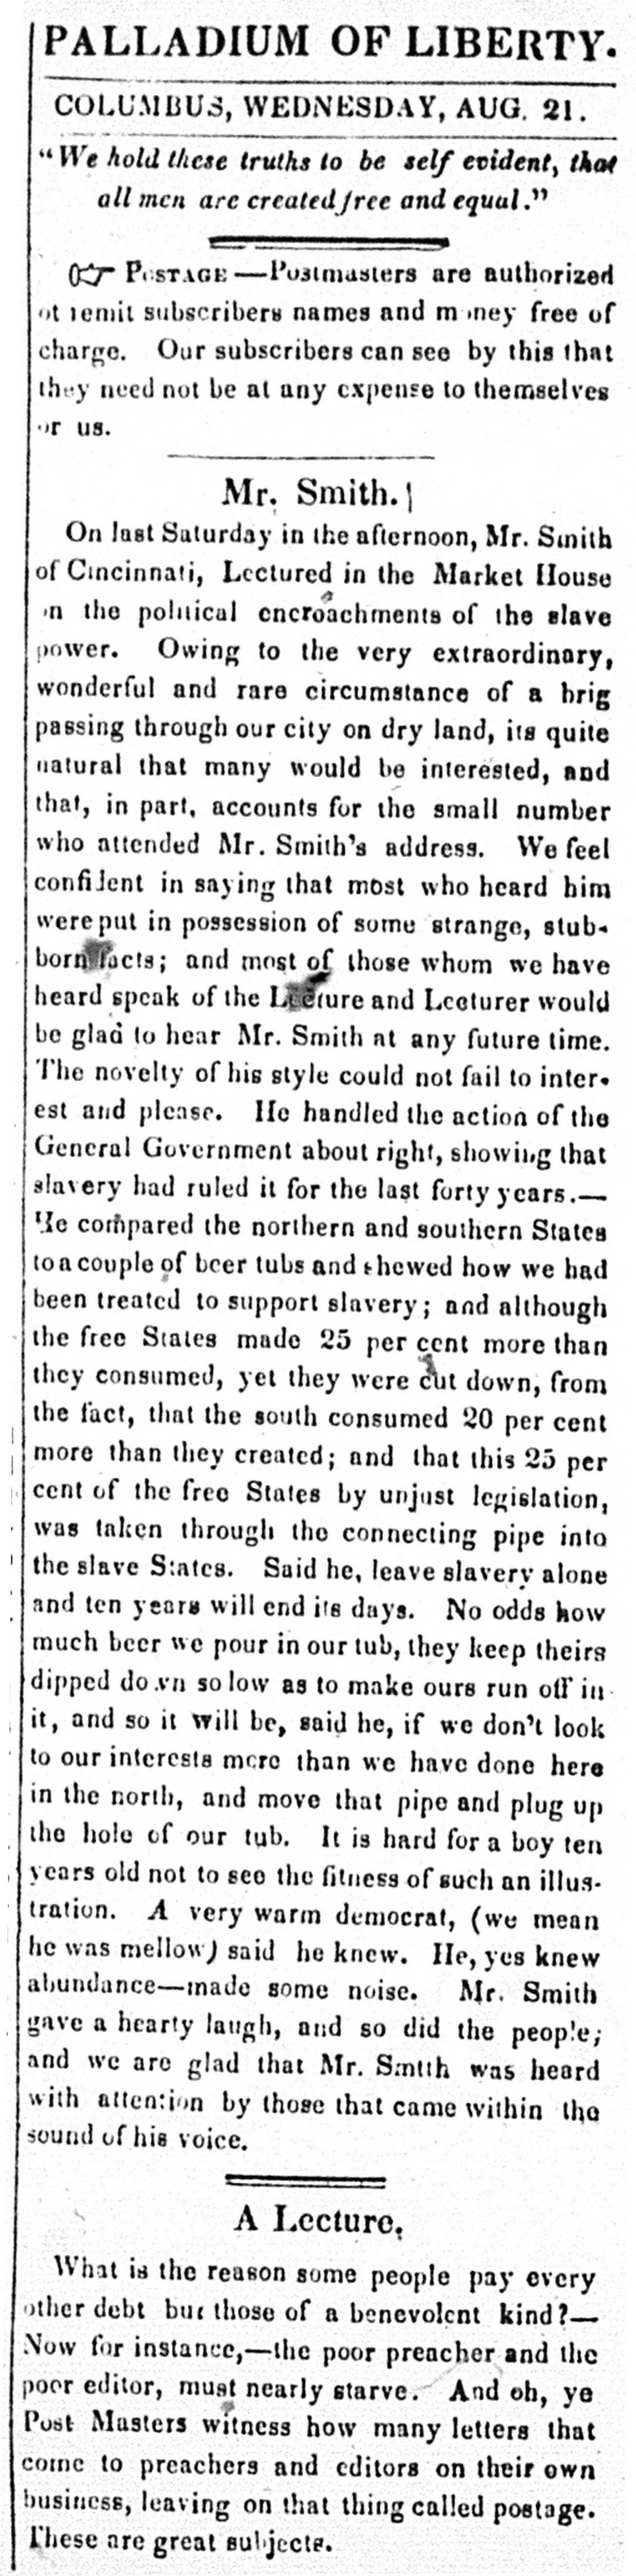 PALLADIUM OF LIBERTY.
COLUMBUS, WEDNESDAY, AUG. 21.
"We hold these truths to be self evident, that
all men are created free and equal."
☞ POSTAGE—Postmasters are authorized
ot remit subscribers names and money free of
charge. Our subscribers can see by this that
they need not be at any expense to themselves
or us.
Mr. Smith.
On last Saturday in the afternoon, Mr. Smith
of Cincinnati, Lectured in the Market House
on the political encroachments of the slave
power. Owing to the very extraordinary,
wonderful and rare circumstance of a brig
passing through our city on dry land, its quite
natural that many would be interested, and
that, in part, accounts for the small number
who attended Mr. Smith's address. We feel
confident in saying that most who heard him
were put in possession of some strange, stub-
born facts; and most of those whom we have
heard speak of the Lecture and Lecturer would
be glad to hear Mr. Smith at any future time.
The novelty of his style could not fail to inter-
est and please. He handled the action of the
General Government about right, showing that
slavery had ruled it for the last forty years.—
He compared the northern and southern States
to a couple of beer tubs and shewed how we had
been treated to support slavery; and although
the free States made 25 per cent more than
they consumed, yet they were cut down, from
the fact, that the south consumed 20 per cent
more than they created; and that this 25 per
cent of the free States by unjust legislation,
was taken through the connecting pipe into
the slave States. Said he, leave slavery alone
and ten years will end its days. No odds how
much beer we pour in our tub, they keep theirs
dipped down so low as to make ours run off in
it, and so it will be, said he, if we don't look
to our interests more than we have done here
in the north, and move that pipe and plug up
the hole of our tub. It is hard for a boy ten
years old not to see the fitness of such an illus-
tration. A very warm democrat, (we mean
he was mellow) said he knew. He, yes knew
abundance—made some noise. Mr. Smith
gave a hearty laugh, and so did the people;
and we are glad that Mr. Smith was heard
with attention by those that came within the
sound of his voice.
A Lecture.
What is the reason some people pay every
other debt but those of a benevolent kind?—
Now for instance,—the poor preacher and the
poor editor, must nearly starve. And oh, ye
Post Masters witness how many letters that
come to preachers and editors on their own
business, leaving on that thing called postage.
These are great subjects.